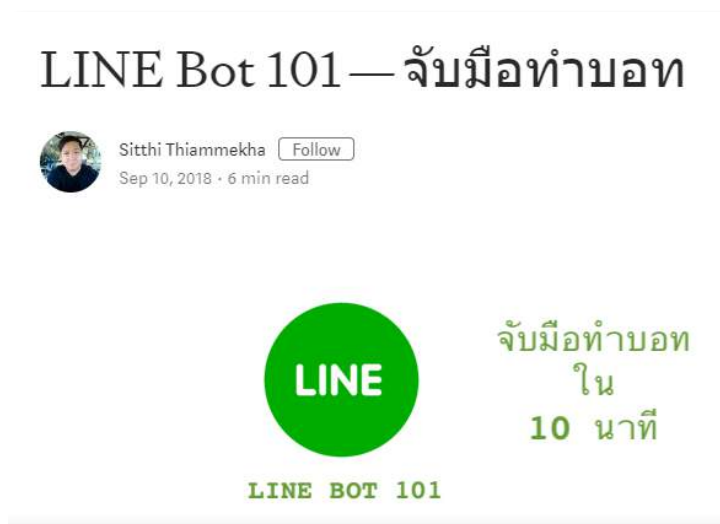 LINE Bot 101 — จับมือทำบอท
Sitthi Thiammekha Follow
Sep 10, 2018 · 6 min read
LINE
จับมือทำบอท
ใน
10 นาที
LINE BOT 101